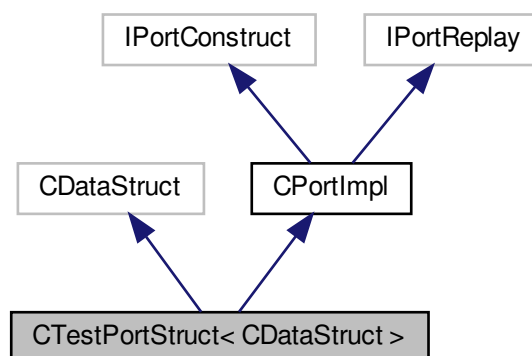 IPortConstruct
IPortReplay
CDataStruct
CPortImpl
CTestPortStruct< CDataStruct >